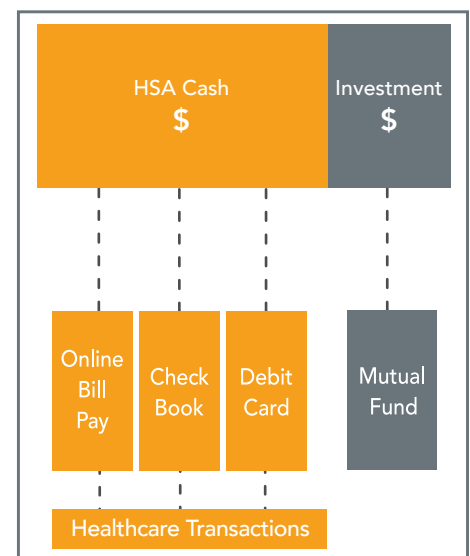 HSA Cash
$
Investment
$
Online
Bill
Pay
Check
Book
Debit
Card
Mutual
Fund
Healthcare Transactions